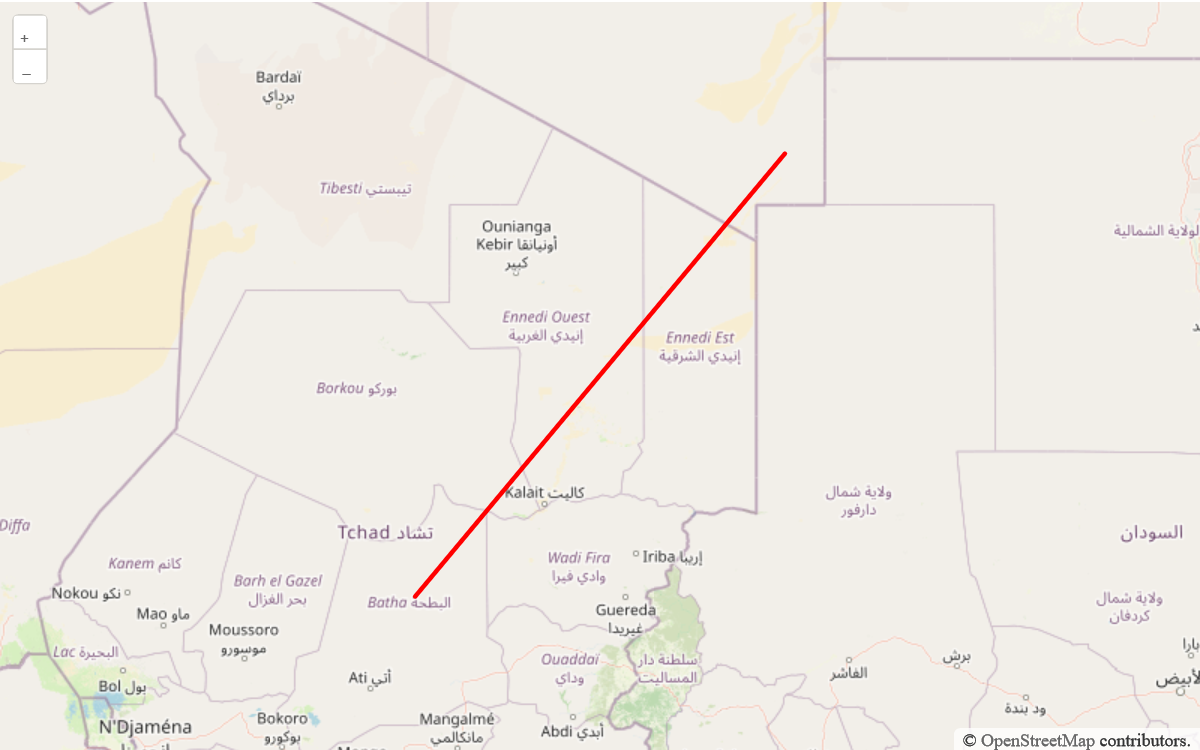 +
−
Bardaï
برداي
Tibesti تيبستي
Ounianga
Kebir أونيانقا
كبير
لولاية الشمالية
Ennedi Ouest
إنيدي الغربية
Ennedi Est
إنيدي الشرقية
Borkou بوركو
Kalait كاليت
ولاية شمال
دارفور
Diffa
Tchad تشاد
السودان
Kanem كانم
Wadi Fira
وادي فيرا
Iriba إريبا
Barh el Gazel
بحر الغزال
Nokou نكو
Batha البطحة
ولاية شمال
كردفان
Mao ماو
Guereda
غيريدا
Moussoro
موسورو
Lac البحيرة
Ouaddaï
وداي
سلطنة دار
المساليت
بارا
برش
الفاشر
Ati أتي
Bol بول
الأبيض
ود بندة
N'Djaména
Bokoro
بوكورو
Mangalmé
مانكالمي
Abdi أبدي
© OpenStreetMap contributors.